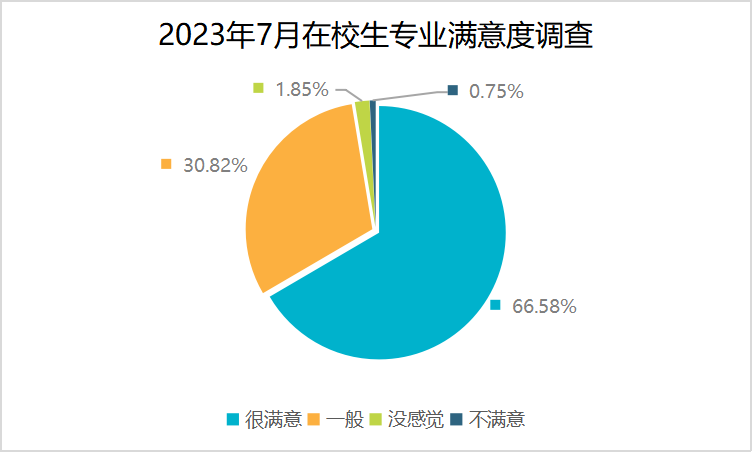 2023年7月在校生专业满意度调查
1.85%
0.75%
30.82%
66.58%
很满意 一般 没感觉 不满意